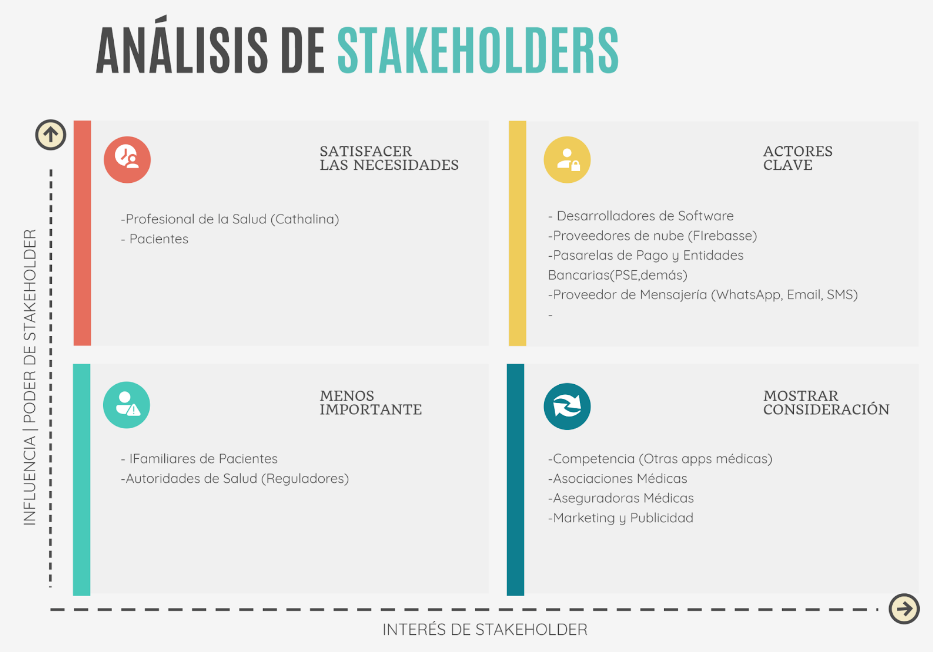 ANÁLISIS DE STAKEHOLDERS
SATISFACER
LAS NECESIDADES
-Profesional de la Salud (Cathalina)
- Pacientes
ACTORES
CLAVE
- Desarrolladores de Software
-Proveedores de nube (FIrebasse)
-Pasarelas de Pago y Entidades
Bancarias(PSE,demás)
-Proveedor de Mensajería (WhatsApp, Email, SMS)
-
MENOS
IMPORTANTE
- IFamiliares de Pacientes
-Autoridades de Salud (Reguladores)
MOSTRAR
CONSIDERACIÓN
-Competencia (Otras apps médicas)
-Asociaciones Médicas
-Aseguradoras Médicas
-Marketing y Publicidad
INFLUENCIA | PODER DE STAKEHOLDER
INTERÉS DE STAKEHOLDER